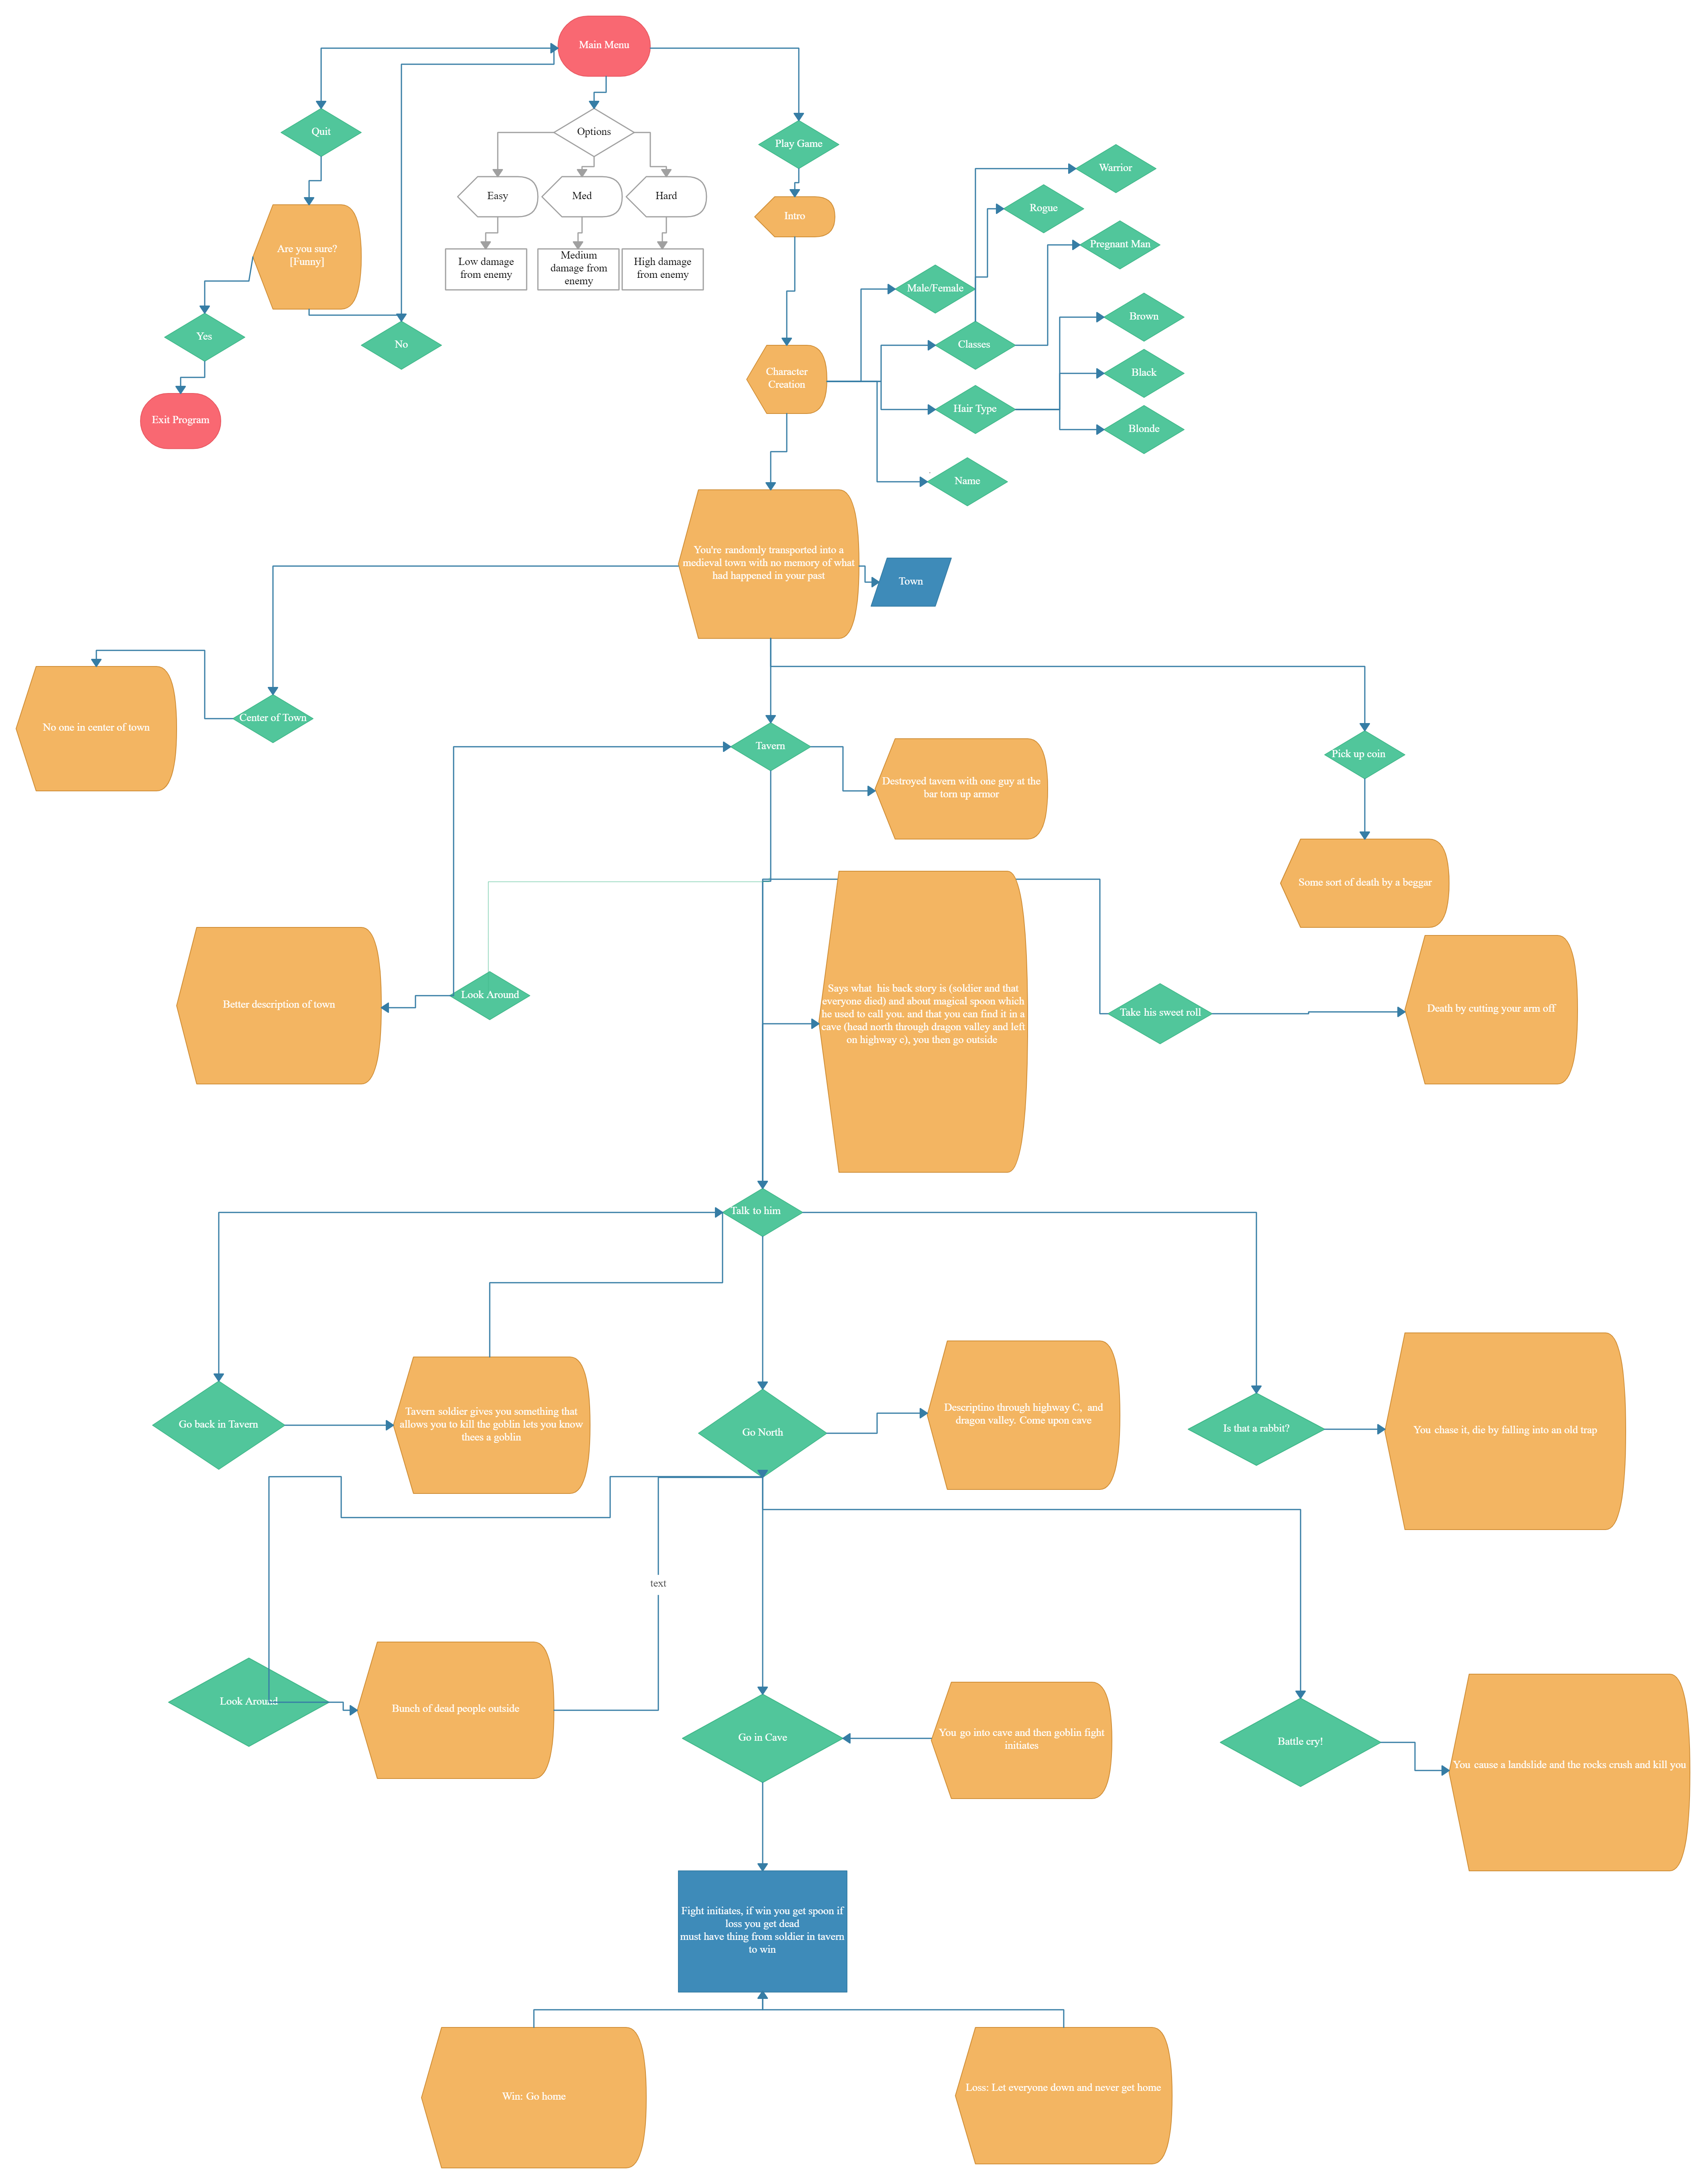 Main Menu
Quit
Options
Play Game
Warrior
Easy
Med
Hard
Rogue
Intro
Pregnant Man
Are you sure?
[Funny]
Low damage
from enemy
Medium
damage from
enemy
High damage
from enemy
Male/Female
Brown
Yes
No
Classes
Character
Creation
Black
Hair Type
Blonde
Exit Program
Name
You're randomly transported into a
medieval town with no memory of what
had happened in your past
Town
No one in center of town
Center of Town
Tavern
Pick up coin
Destroyed tavern with one guy at the
bar torn up armor
Some sort of death by a beggar
Better description of town
Look Around
Says what  his back story is (soldier and that
everyone died) and about magical spoon which
he used to call you. and that you can find it in a
cave (head north through dragon valley and left
on highway c), you then go outside
Take his sweet roll
Death by cutting your arm off
Talk to him
Go back in Tavern
Tavern soldier gives you something that
allows you to kill the goblin lets you know
thees a goblin
Go North
Descriptino through highway C,  and
dragon valley. Come upon cave
Is that a rabbit?
You chase it, die by falling into an old trap
text
Look Around
Bunch of dead people outside
Go in Cave
You go into cave and then goblin fight
initiates
Battle cry!
You cause a landslide and the rocks crush and kill you
Fight initiates, if win you get spoon if
loss you get dead
must have thing from soldier in tavern
to win
Win: Go home
Loss: Let everyone down and never get home